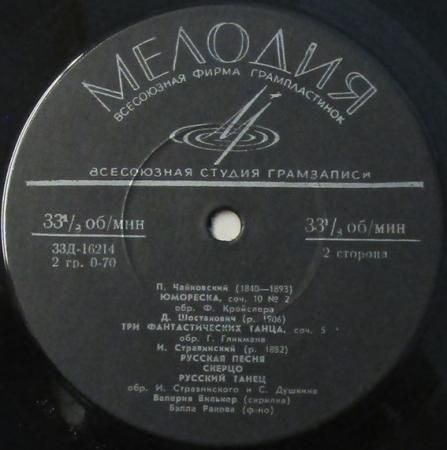 МЕЛОДИЯ
ВСЕСОЮЗНАЯ ФИРМА ГРАМПЛАСТИНОК
ВСЕСОЮЗНАЯ СТУДИЯ ГРАМЗАПИСИ
33⅓ об/мин
33Д-16214
2 гр. 0-70
33⅓ об/мин
2 сторона
П. Чайковский (1840—1893)
ЮМОРЕСКА, соч. 10 № 2
обр. Ф. Крейслера
Д. Шостакович (р. 1906)
ТРИ ФАНТАСТИЧЕСКИХ ТАНЦА, соч. 5
обр. Г. Гликмана
И. Стравинский (р. 1882)
РУССКАЯ ПЕСНЯ
СКЕРЦО
РУССКИЙ ТАНЕЦ
обр. И. Стравинского и С. Душкина
Валерия Вилькер (скрипка)
Бэлла Ракова (ф-но)